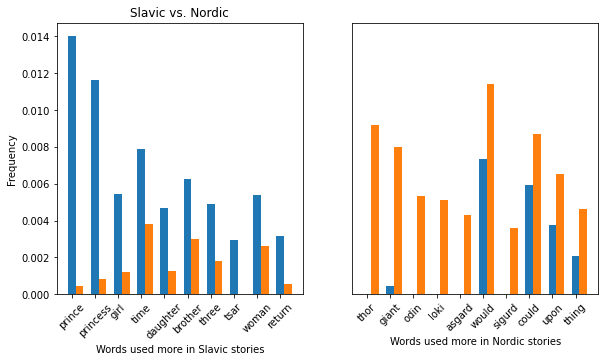 Slavic vs. Nordic
Frequency
0.014
0.012
0.010
0.008
0.006
0.004
0.002
0.000
prince
princess
girl
time
daughter
brother
three
tsar
woman
return
Words used more in Slavic stories
thor
giant
odin
loki
asgard
would
sigurd
could
upon
thing
Words used more in Nordic stories